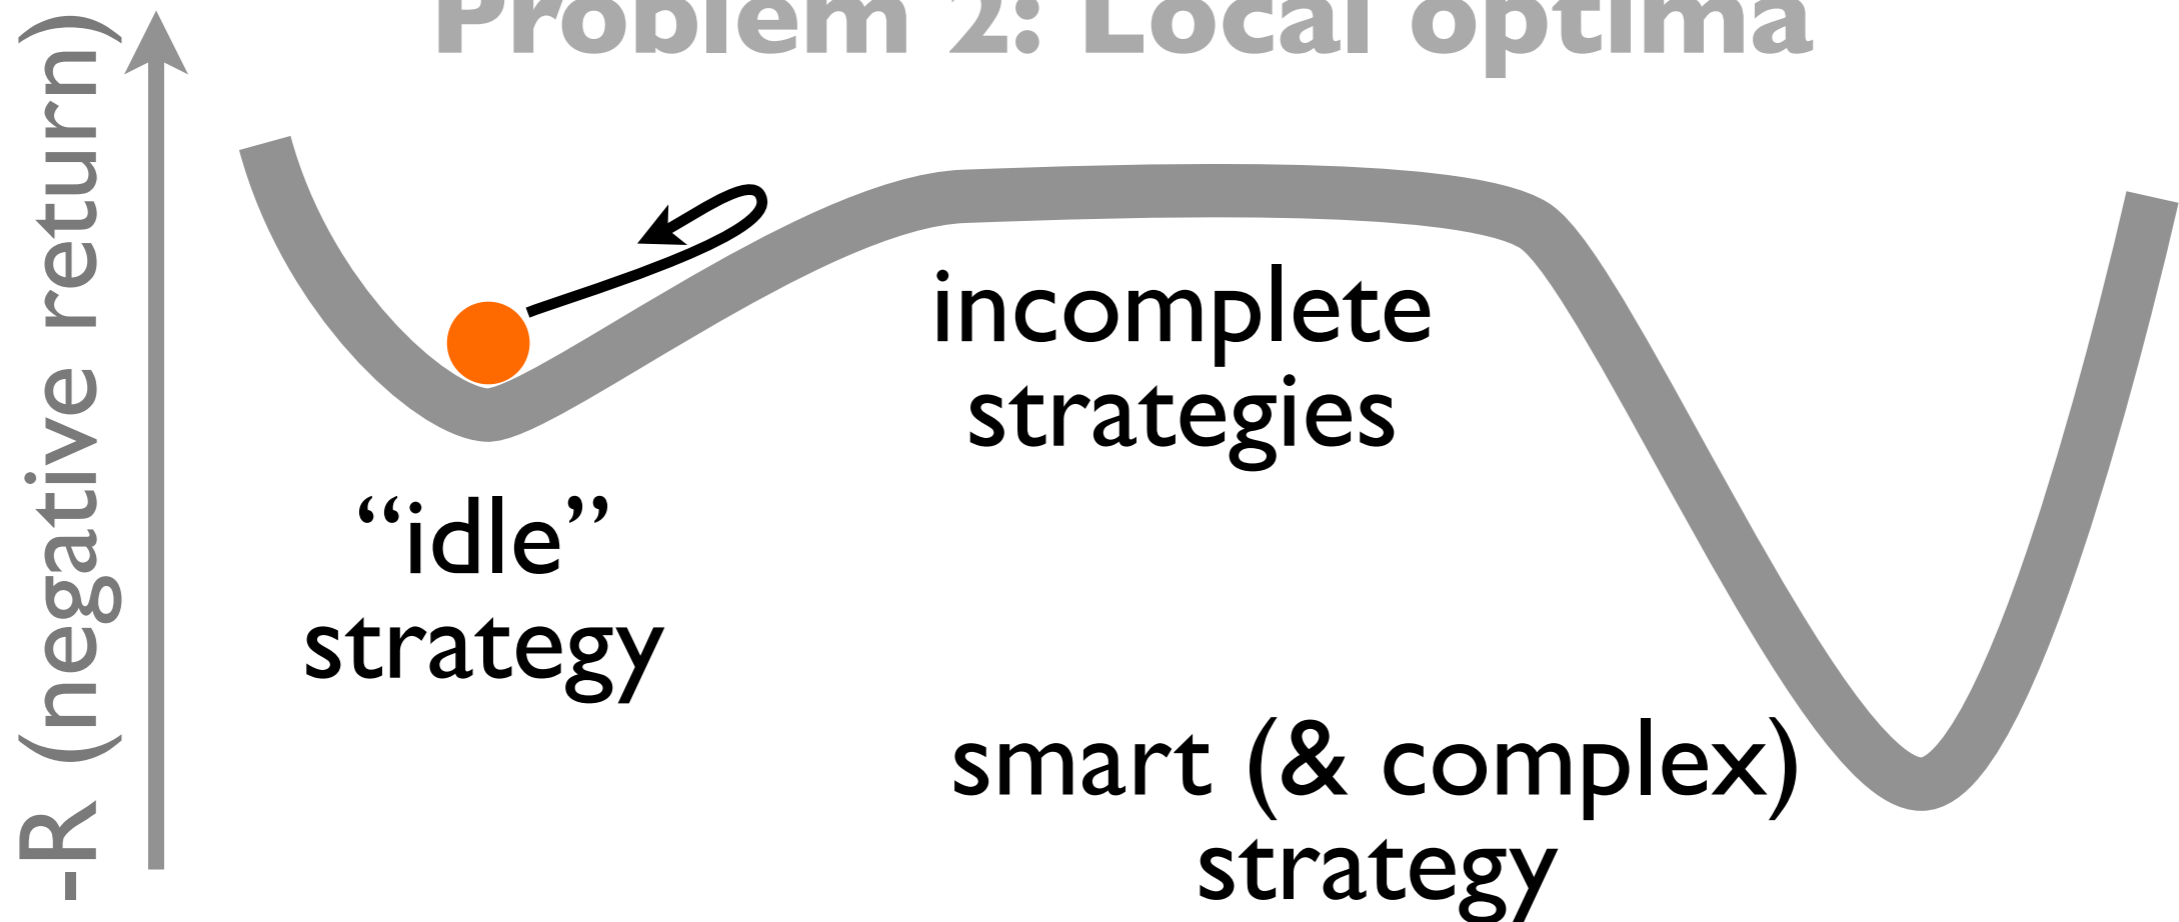 Problem 2: Local optima
-R (negative return)
incomplete
strategies
“idle”
strategy
smart (& complex)
strategy